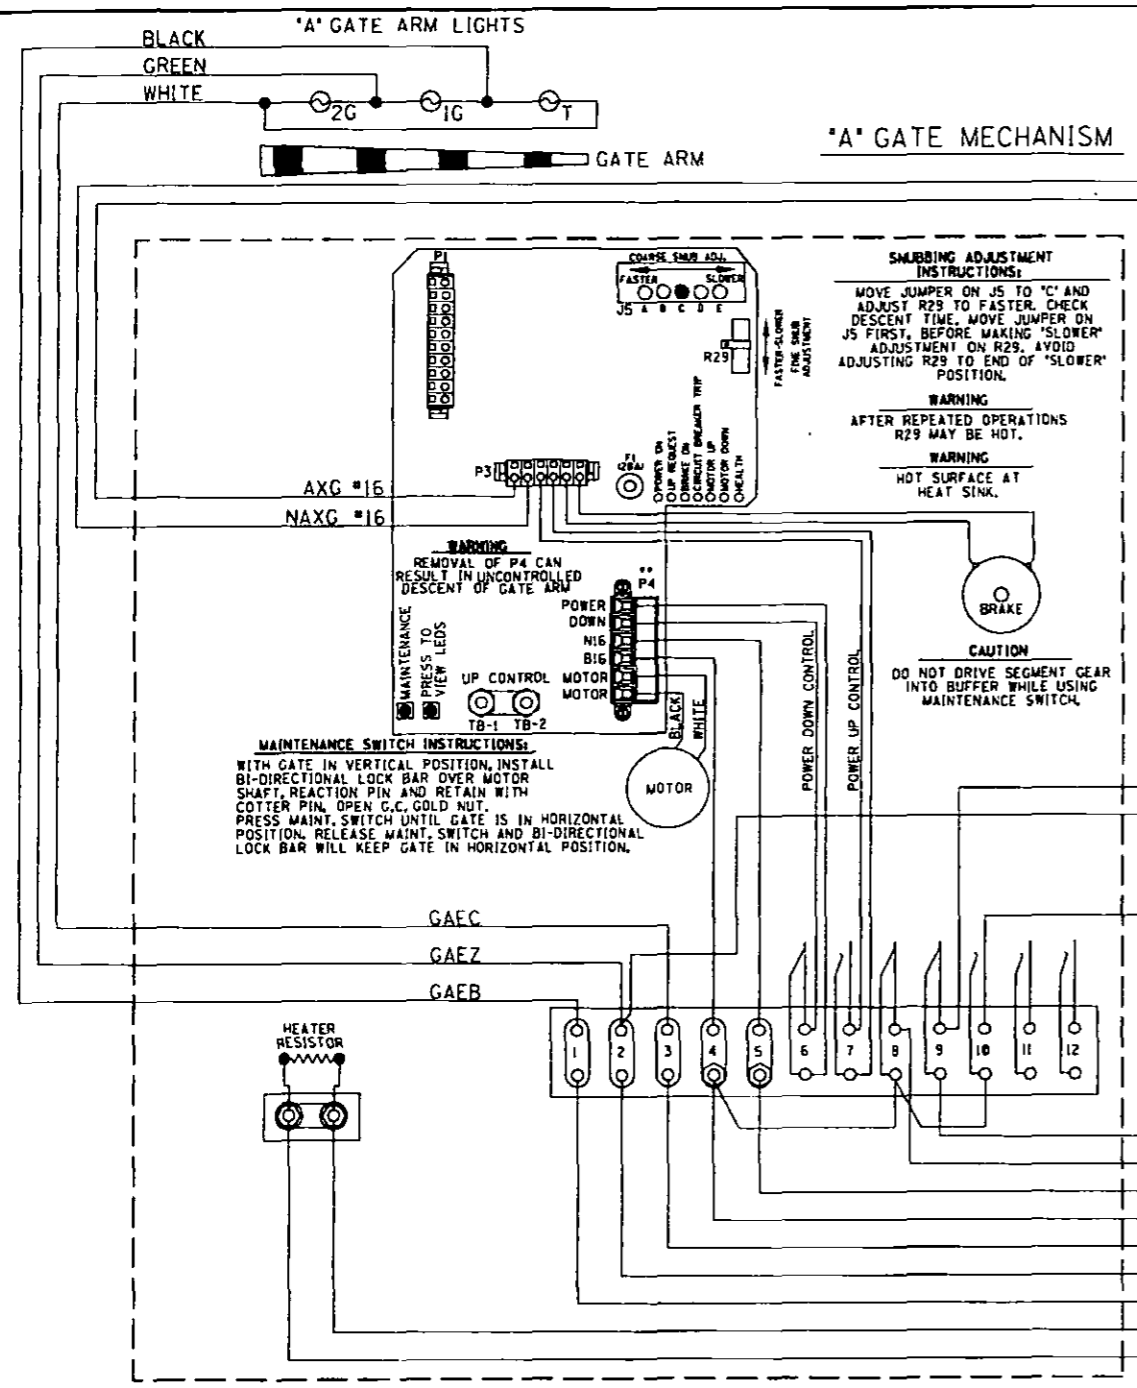 "A" GATE ARM LIGHTS
BLACK
GREEN
WHITE
2G
1G
T
GATE ARM
"A" GATE MECHANISM
P1
COARSE SNUB ADJ.
FASTER
SLOWER
J5 A B C D E
R29
FASTER-SLOWER
FINE SNUB
ADJUSTMENT
SNUBBING ADJUSTMENT
INSTRUCTIONS:
MOVE JUMPER ON J5 TO "C" AND
ADJUST R29 TO FASTER. CHECK
DESCENT TIME. MOVE JUMPER ON
J5 FIRST, BEFORE MAKING "SLOWER"
ADJUSTMENT ON R29. AVOID
ADJUSTING R29 TO END OF "SLOWER"
POSITION.
WARNING
AFTER REPEATED OPERATIONS
R29 MAY BE HOT.
WARNING
HOT SURFACE AT
HEAT SINK.
P3
F1
(28A)
POWER ON
UP REQUEST
BRAKE ON
CIRCUIT BREAKER TRIP
MOTOR UP
MOTOR DOWN
HEALTH
AXG #16
NAXG #16
WARNING
REMOVAL OF P4 CAN
RESULT IN UNCONTROLLED
DESCENT OF GATE ARM
**
P4
POWER
DOWN
N16
B16
MOTOR
MOTOR
MAINTENANCE
PRESS TO
VIEW LEDS
UP CONTROL
TB-1 TB-2
BLACK
WHITE
MOTOR
POWER DOWN CONTROL
POWER UP CONTROL
BRAKE
CAUTION
DO NOT DRIVE SEGMENT GEAR
INTO BUFFER WHILE USING
MAINTENANCE SWITCH.
MAINTENANCE SWITCH INSTRUCTIONS:
WITH GATE IN VERTICAL POSITION, INSTALL
BI-DIRECTIONAL LOCK BAR OVER MOTOR
SHAFT, REACTION PIN AND RETAIN WITH
COTTER PIN. OPEN G.C. GOLD NUT.
PRESS MAINT. SWITCH UNTIL GATE IS IN HORIZONTAL
POSITION. RELEASE MAINT. SWITCH AND BI-DIRECTIONAL
LOCK BAR WILL KEEP GATE IN HORIZONTAL POSITION.
GAEC
GAEZ
GAEB
HEATER
RESISTOR
1 2 3 4 5 6 7 8 9 10 11 12